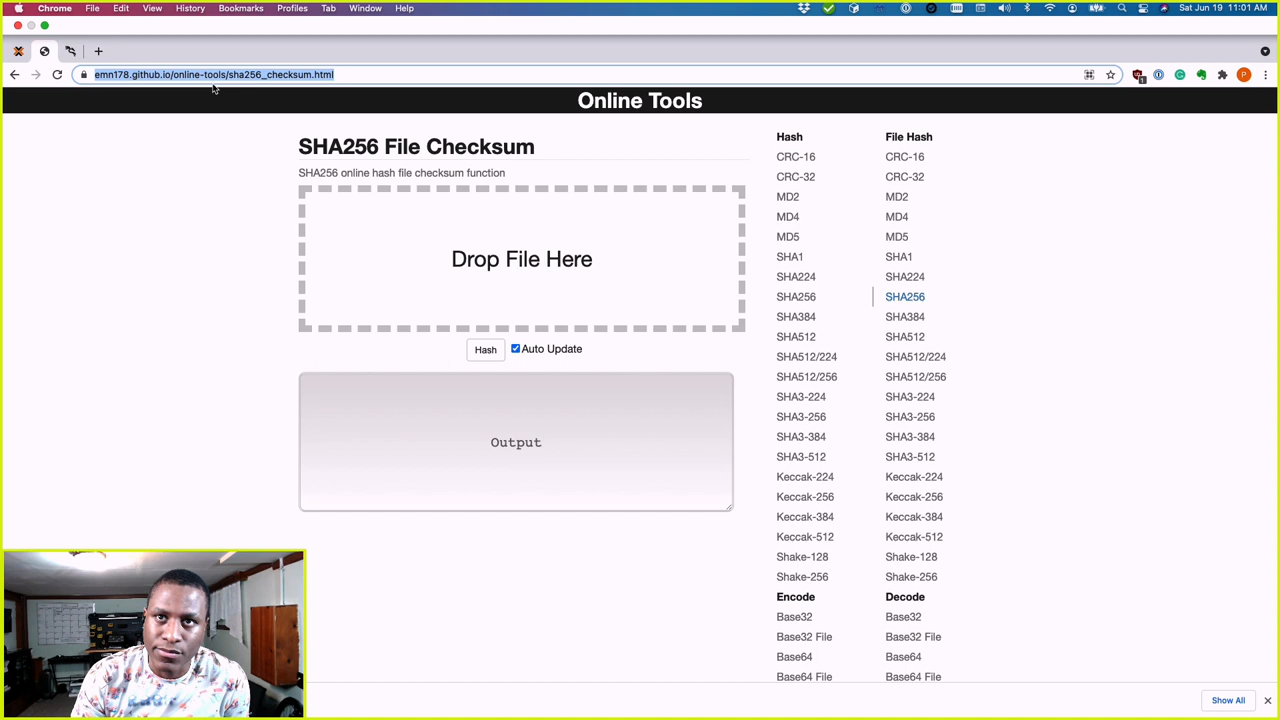 Chrome File Edit View History Bookmarks Profiles Tab Window Help Sat Jun 19 11:01 AM
emn178.github.io/online-tools/sha256_checksum.html
1
P
Online Tools
SHA256 File Checksum
SHA256 online hash file checksum function
Drop File Here
Hash Auto Update
Output
Hash File Hash
CRC-16 CRC-16
CRC-32 CRC-32
MD2 MD2
MD4 MD4
MD5 MD5
SHA1 SHA1
SHA224 SHA224
SHA256 SHA256
SHA384 SHA384
SHA512 SHA512
SHA512/224 SHA512/224
SHA512/256 SHA512/256
SHA3-224 SHA3-224
SHA3-256 SHA3-256
SHA3-384 SHA3-384
SHA3-512 SHA3-512
Keccak-224 Keccak-224
Keccak-256 Keccak-256
Keccak-384 Keccak-384
Keccak-512 Keccak-512
Shake-128 Shake-128
Shake-256 Shake-256
Encode Decode
Base32 Base32
Base32 File Base32 File
Base64 Base64
Base64 File Base64 File
Show All